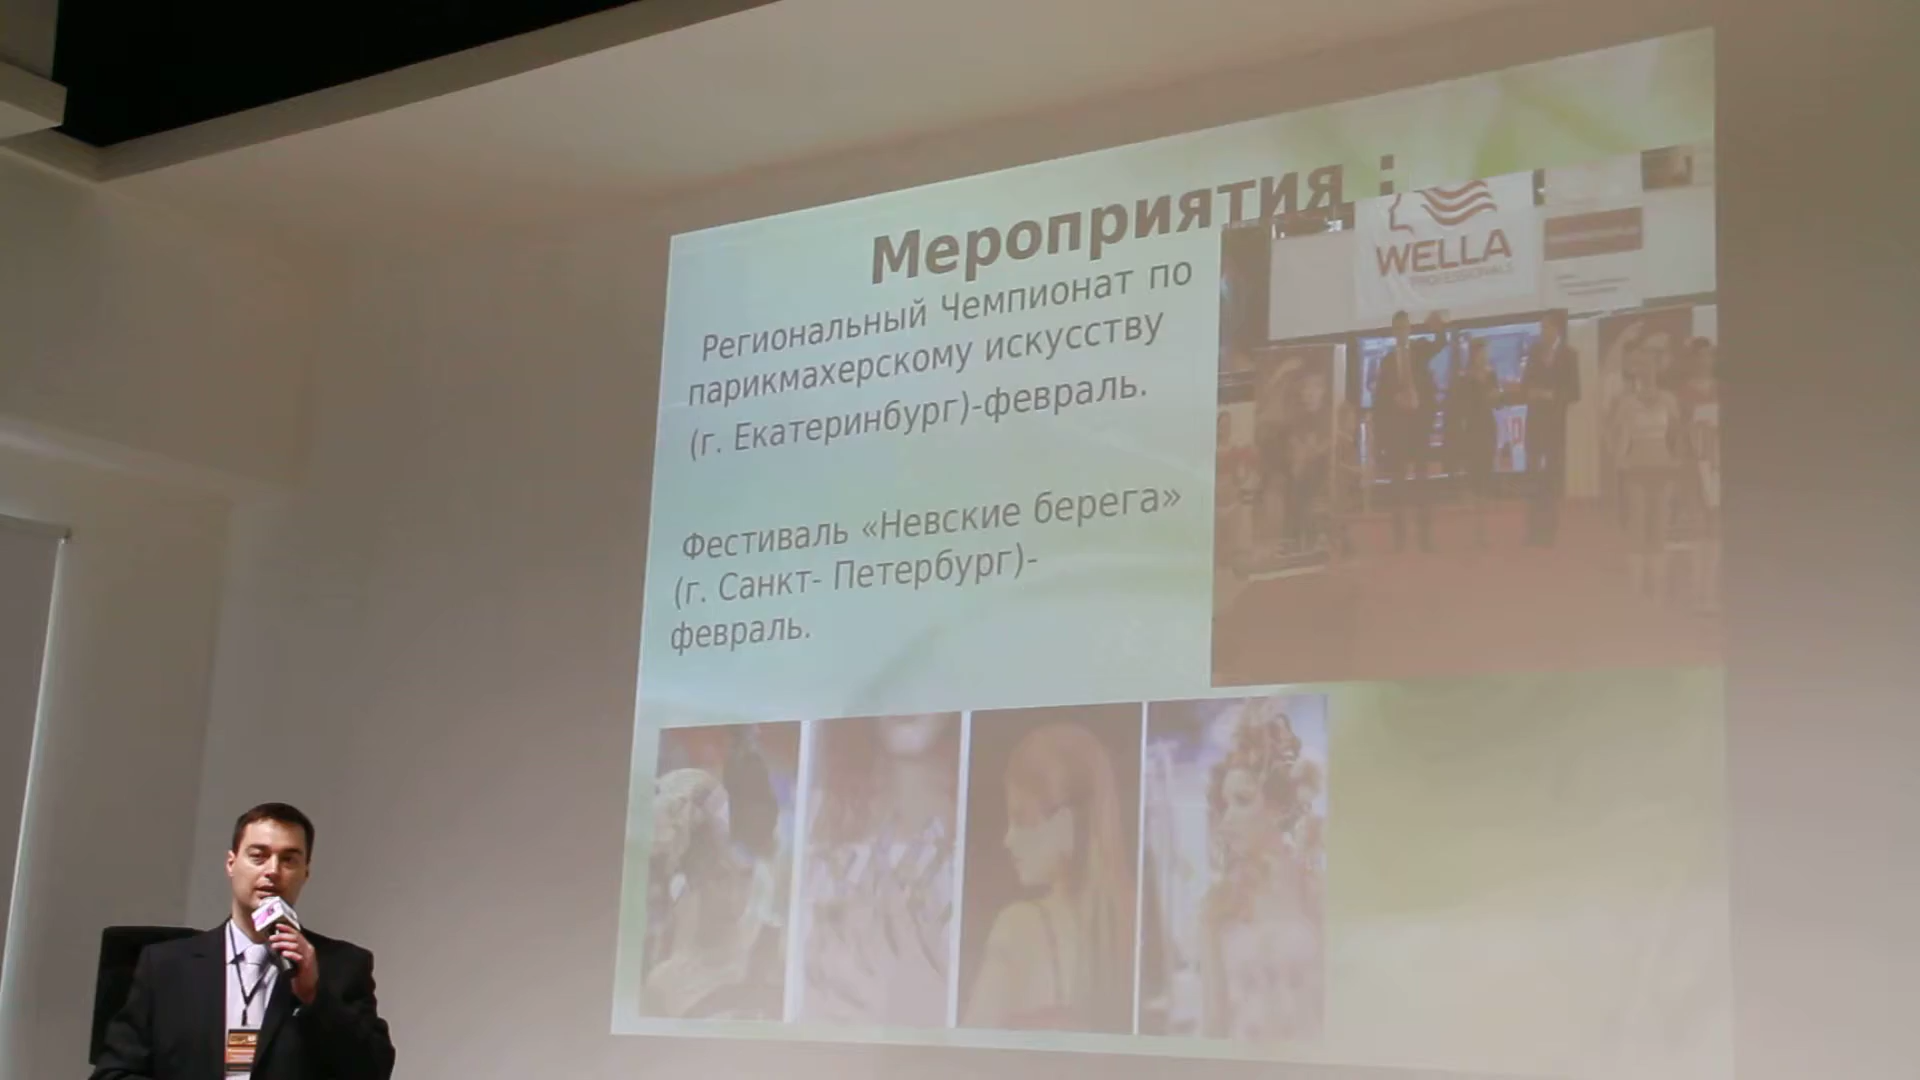 Мероприятия :
Региональный Чемпионат по
парикмахерскому искусству
(г. Екатеринбург)-февраль.
Фестиваль «Невские берега»
(г. Санкт- Петербург)-
февраль.
WELLA
PROFESSIONALS